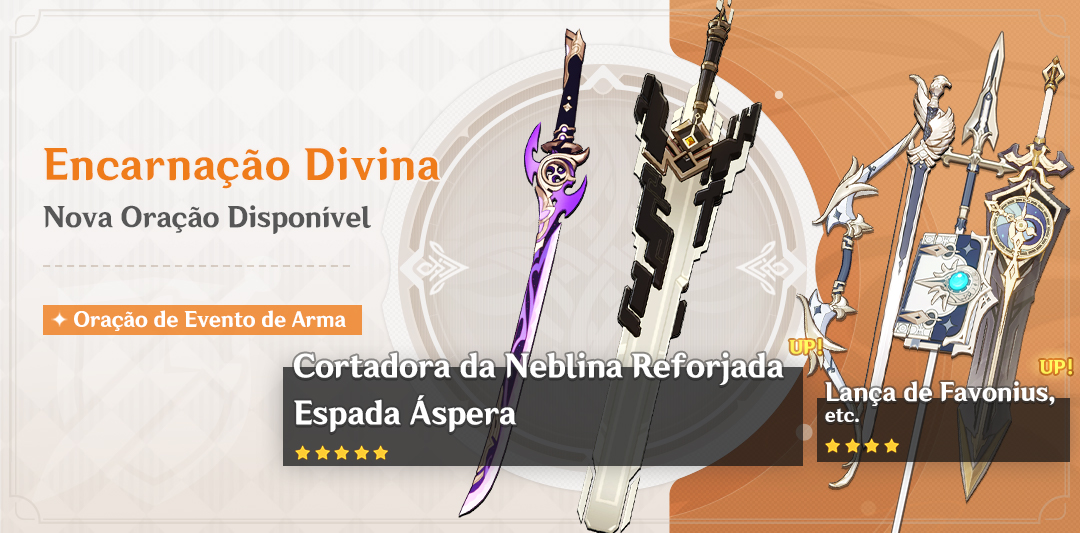 Encarnação Divina
Nova Oração Disponível
✦ Oração de Evento de Arma
Cortadora da Neblina Reforjada
Espada Áspera
UP!
Lança de Favonius,
etc.
UP!